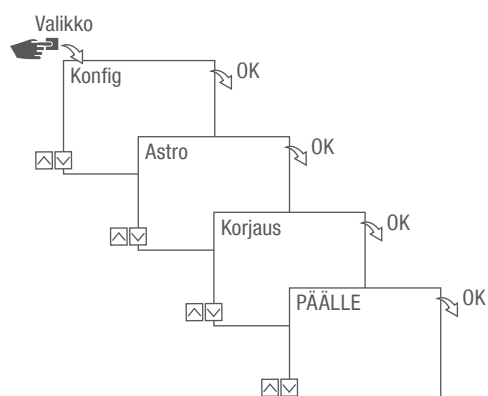 Valikko
Konfig
OK
Astro
OK
Korjaus
OK
PÄÄLLE
OK